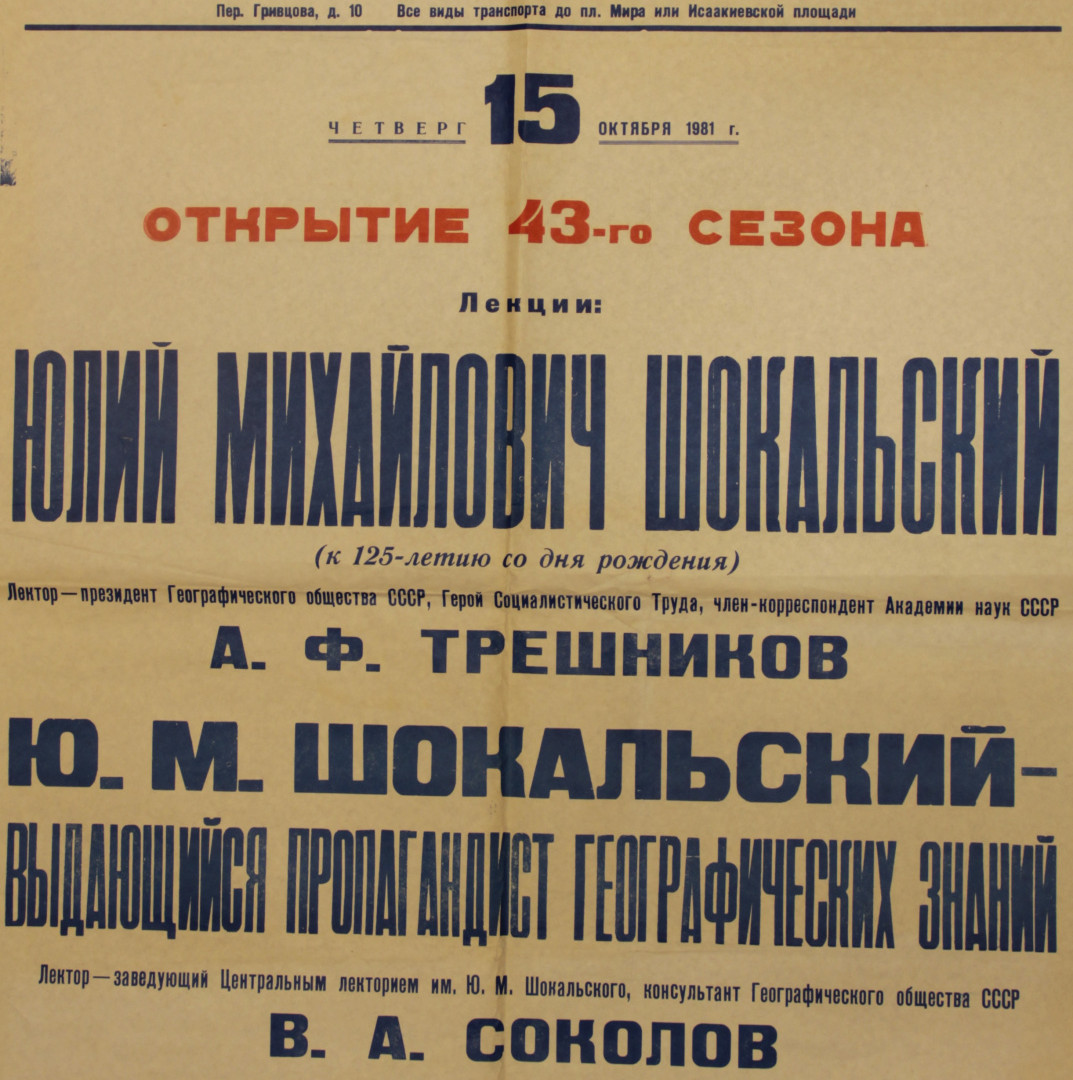 Пер. Гривцова, д. 10 Все виды транспорта до пл. Мира или Исаакиевской площади
ЧЕТВЕРГ 15 ОКТЯБРЯ 1981 г.
ОТКРЫТИЕ 43-го СЕЗОНА
Лекции:
ЮЛИЙ МИХАЙЛОВИЧ ШОКАЛЬСКИЙ
(к 125-летию со дня рождения)
Лектор — президент Географического общества СССР, Герой Социалистического Труда, член-корреспондент Академии наук СССР
А. Ф. ТРЕШНИКОВ
Ю. М. ШОКАЛЬСКИЙ —
ВЫДАЮЩИЙСЯ ПРОПАГАНДИСТ ГЕОГРАФИЧЕСКИХ ЗНАНИЙ
Лектор — заведующий Центральным лекторием им. Ю. М. Шокальского, консультант Географического общества СССР
В. А. СОКОЛОВ